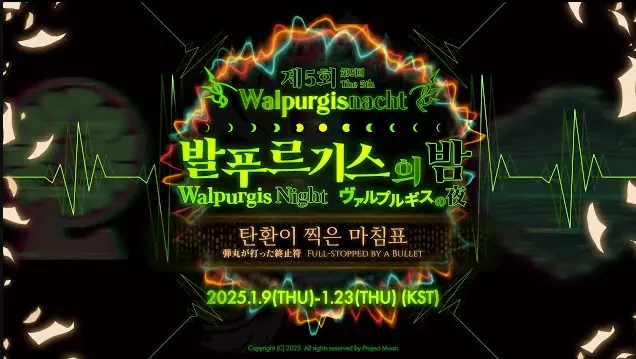 제5회 第5回 The 5th
Walpurgisnacht
발푸르기스의 밤
Walpurgis Night ヴァルプルギスの夜
탄환이 찍은 마침표
弾丸が打った終止符 FULL-STOPPED BY A BULLET
2025.1.9(THU)-1.23(THU) (KST)
Copyright (C) 2025. All rights reserved by Project Moon